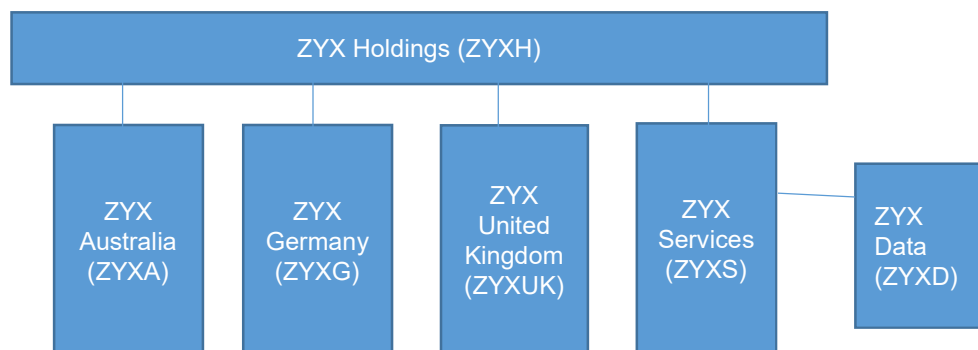 ZYX Holdings (ZYXH)
ZYX
Australia
(ZYXA)
ZYX
Germany
(ZYXG)
ZYX
United
Kingdom
(ZYXUK)
ZYX
Services
(ZYXS)
ZYX
Data
(ZYXD)